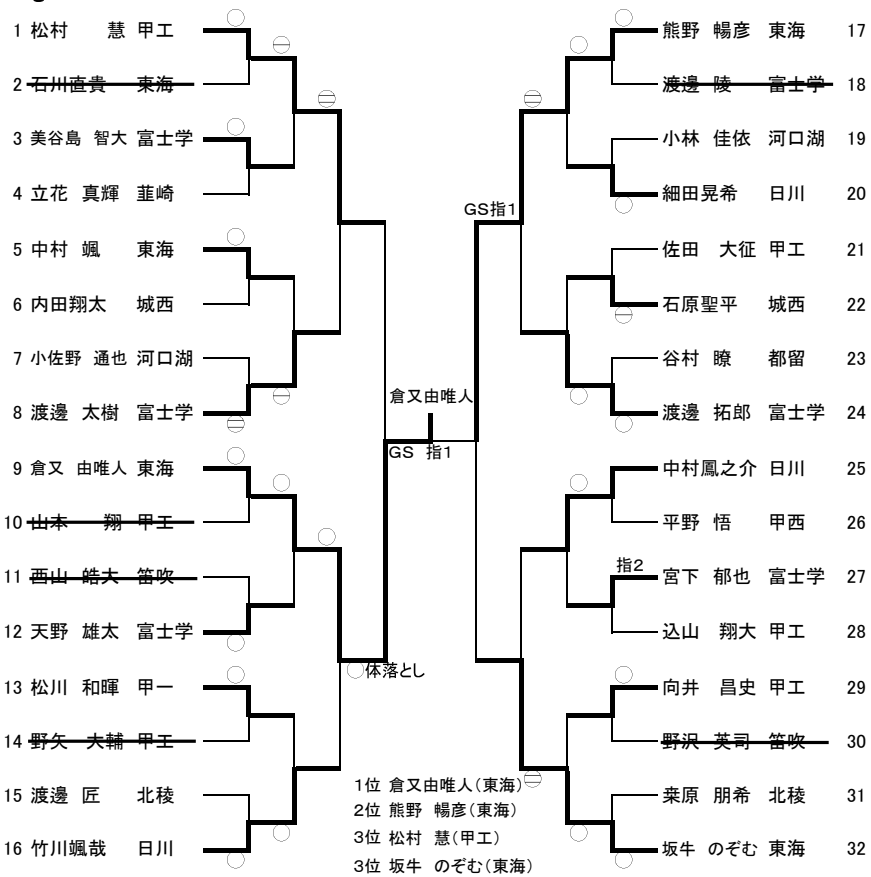 1 松村 慧 甲工
2 石川直貴 東海
3 美谷島 智大 富士学
4 立花 真輝 韮崎
5 中村 颯 東海
6 内田翔太 城西
7 小佐野 通也 河口湖
8 渡邊 太樹 富士学
9 倉又 由唯人 東海
10 山本 翔 甲工
11 西山 皓大 笛吹
12 天野 雄太 富士学
13 松川 和暉 甲一
14 野矢 大輔 甲工
15 渡邊 匠 北稜
16 竹川颯哉 日川
GS指1
倉又由唯人
GS 指1
体落とし
指2
熊野 暢彦 東海 17
渡邊 陵 富士学 18
小林 佳依 河口湖 19
細田晃希 日川 20
佐田 大征 甲工 21
石原聖平 城西 22
谷村 瞭 都留 23
渡邊 拓郎 富士学 24
中村鳳之介 日川 25
平野 悟 甲西 26
宮下 郁也 富士学 27
込山 翔大 甲工 28
向井 昌史 甲工 29
野沢 英司 笛吹 30
桒原 朋希 北稜 31
坂牛 のぞむ 東海 32
1位 倉又由唯人(東海)
2位 熊野 暢彦(東海)
3位 松村 慧(甲工)
3位 坂牛 のぞむ(東海)